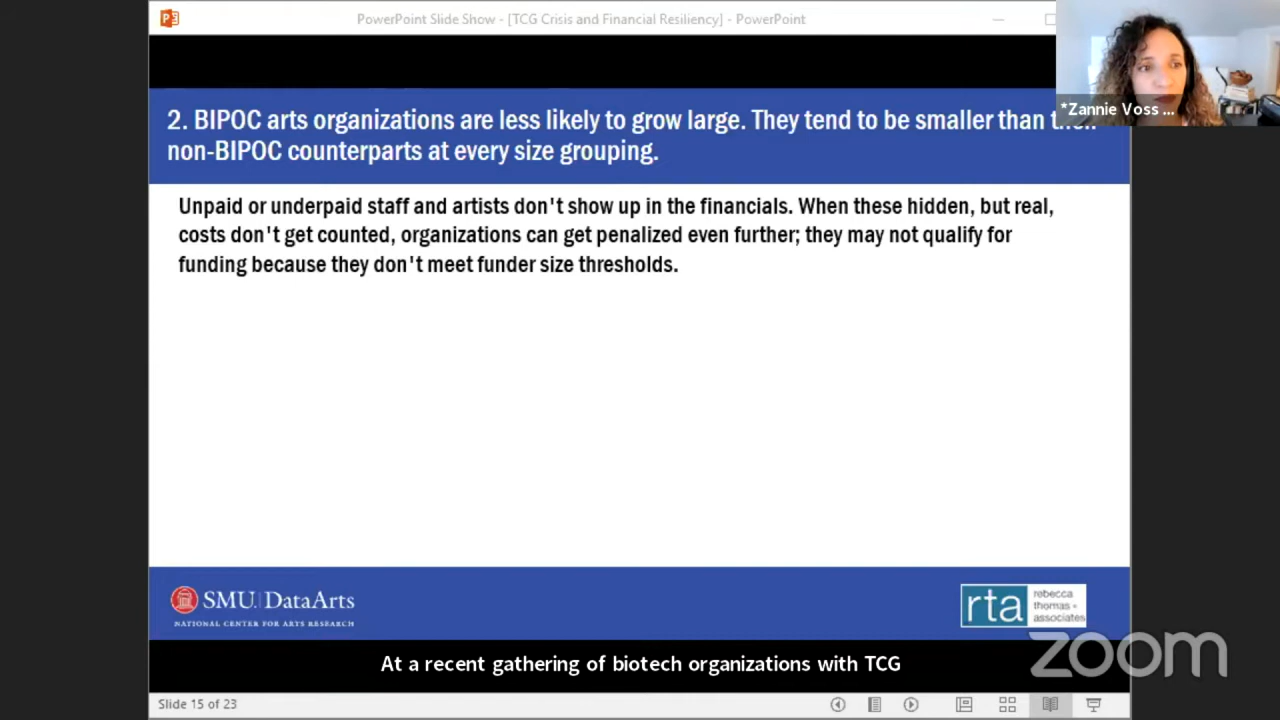 PowerPoint Slide Show - [TCG Crisis and Financial Resiliency] - PowerPoint
*Zannie Voss ...
2. BIPOC arts organizations are less likely to grow large. They tend to be smaller than
non-BIPOC counterparts at every size grouping.
Unpaid or underpaid staff and artists don't show up in the financials. When these hidden, but real,
costs don't get counted, organizations can get penalized even further; they may not qualify for
funding because they don't meet funder size thresholds.
SMU. DataArts
NATIONAL CENTER FOR ARTS RESEARCH
rta
rebecca
thomas +
associates
At a recent gathering of biotech organizations with TCG
zoom
Slide 15 of 23